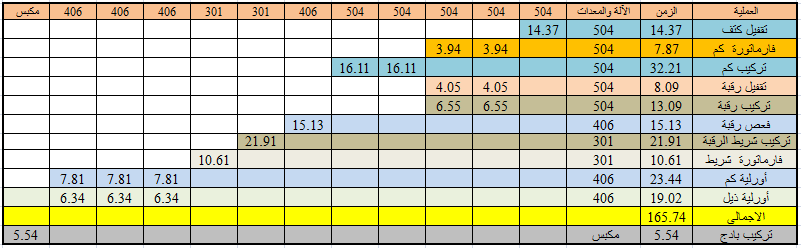 العملية الزمن الآلة والمعدات 504 504 504 504 504 406 301 301 406 406 406 مكبس
تقفيل كتف 14.37 504 14.37
فارماتورة كم 7.87 504 3.94 3.94
تركيب كم 32.21 504 16.11 16.11
تقفيل رقبة 8.09 504 4.05 4.05
تركيب رقبة 13.09 504 6.55 6.55
فعص رقبة 15.13 406 15.13
تركيب شريط الرقبة 21.91 301 21.91
فارماتورة شريط 10.61 301 10.61
أورلية كم 23.44 406 7.81 7.81 7.81
أورلية ذيل 19.02 406 6.34 6.34 6.34
الاجمالى 165.74
تركيب بادج 5.54 مكبس 5.54